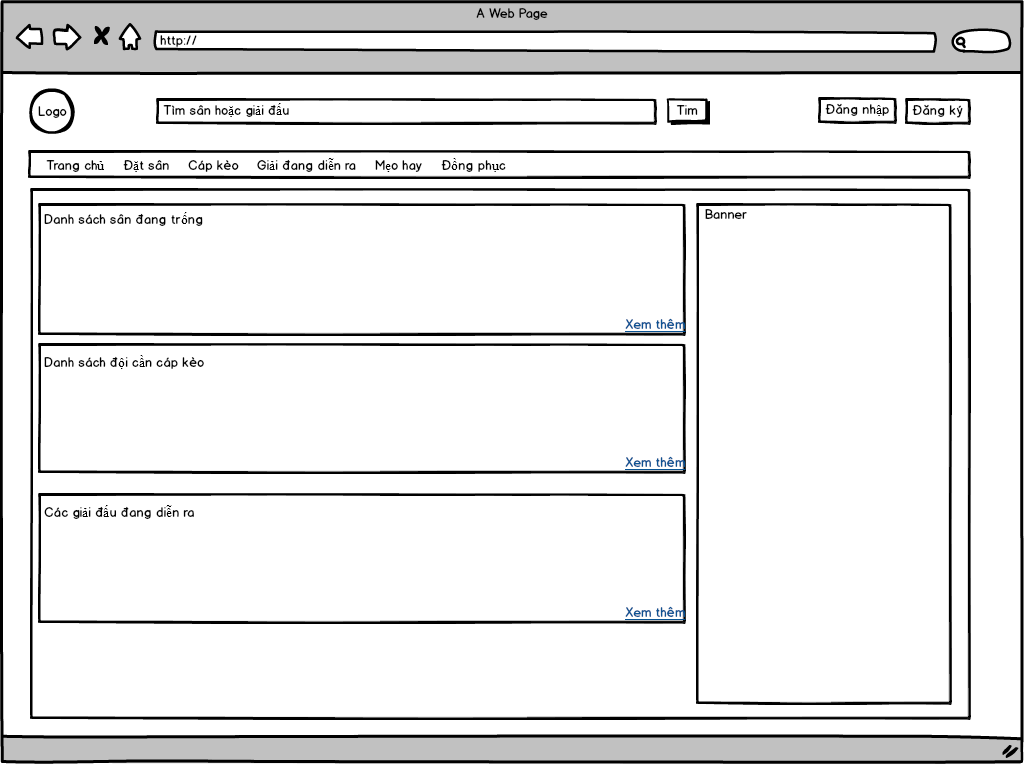 A Web Page
http://
Logo
Tìm sân hoặc giải đấu
Tìm
Đăng nhập
Đăng ký
Trang chủ Đặt sân Cáp kèo Giải đang diễn ra Mẹo hay Đồng phục
Danh sách sân đang trống
Xem thêm
Danh sách đội cần cáp kèo
Xem thêm
Các giải đấu đang diễn ra
Xem thêm
Banner